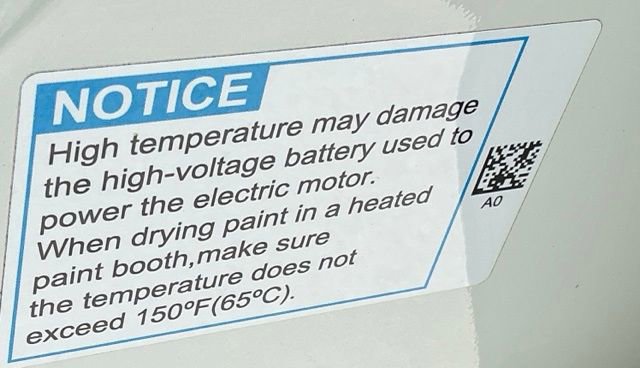 NOTICE
High temperature may damage
the high-voltage battery used to
power the electric motor.
When drying paint in a heated
paint booth,make sure
the temperature does not
exceed 150ºF(65ºC).
A0